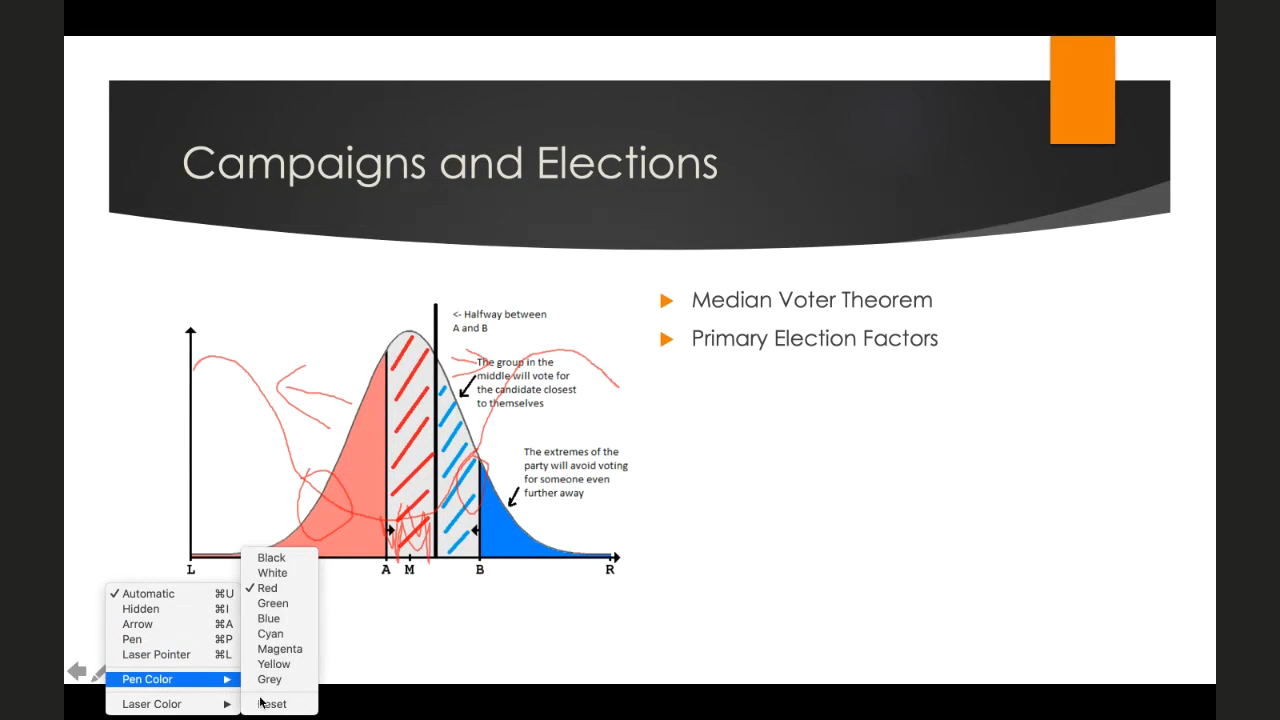 Campaigns and Elections
<- Halfway between
A and B
The group in the
middle will vote for
the candidate closest
to themselves
The extremes of the
party will avoid voting
for someone even
further away
L A M B R
Median Voter Theorem
Primary Election Factors
✓ Automatic ⌘U
Hidden ⌘I
Arrow ⌘A
Pen ⌘P
Laser Pointer ⌘L
Pen Color
Laser Color
Black
White
✓ Red
Green
Blue
Cyan
Magenta
Yellow
Grey
Reset